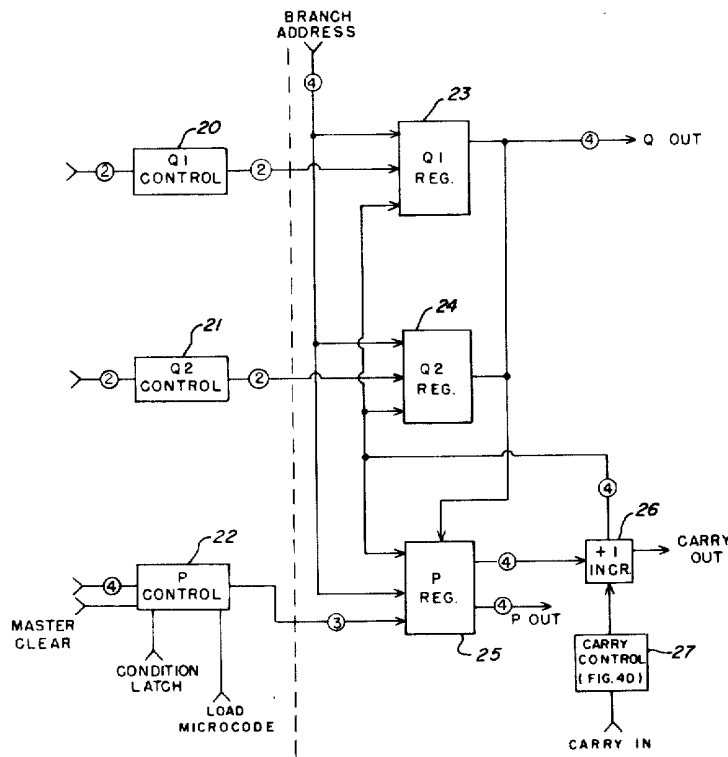 BRANCH
ADDRESS
4
23
20
Q1
REG.
4
Q OUT
2
Q1
CONTROL
2
24
21
Q2
REG.
2
Q2
CONTROL
2
4
26
22
+1
INCR.
CARRY
OUT
4
P
CONTROL
P
REG.
4
4
P OUT
MASTER
CLEAR
3
25
CONDITION
LATCH
LOAD
MICROCODE
CARRY
CONTROL
(FIG. 4D)
27
CARRY IN